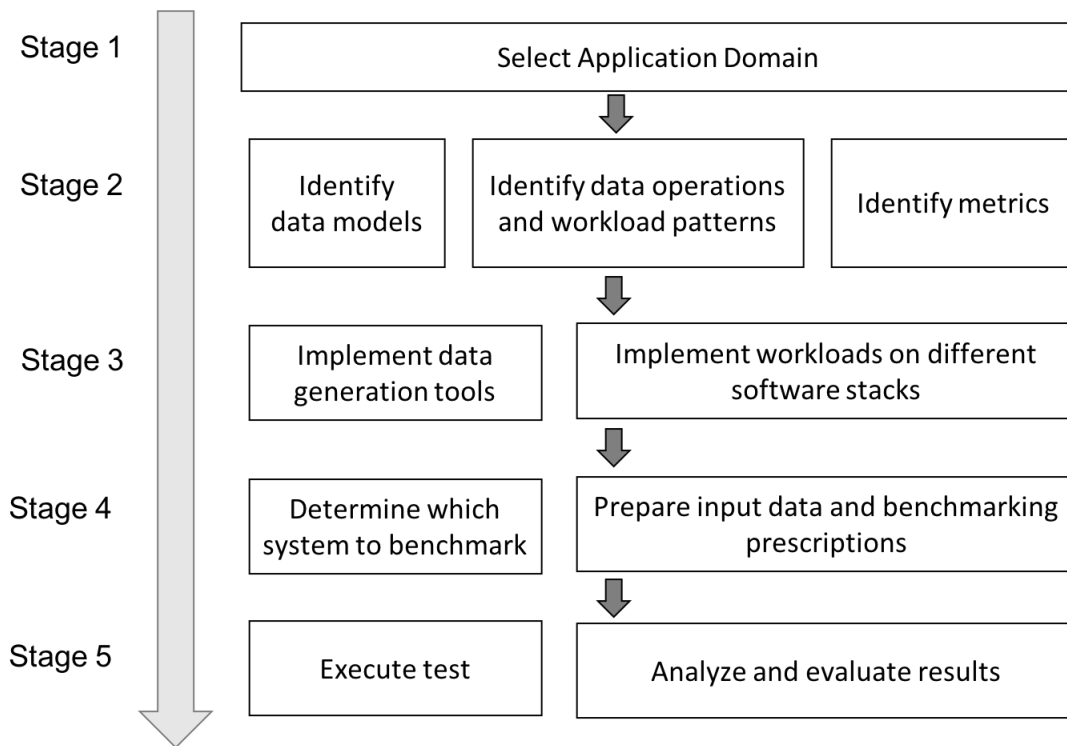 Stage 1
Select Application Domain
Stage 2
Identify
data models
Identify data operations
and workload patterns
Identify metrics
Stage 3
Implement data
generation tools
Implement workloads on different
software stacks
Stage 4
Determine which
system to benchmark
Prepare input data and benchmarking
prescriptions
Stage 5
Execute test
Analyze and evaluate results